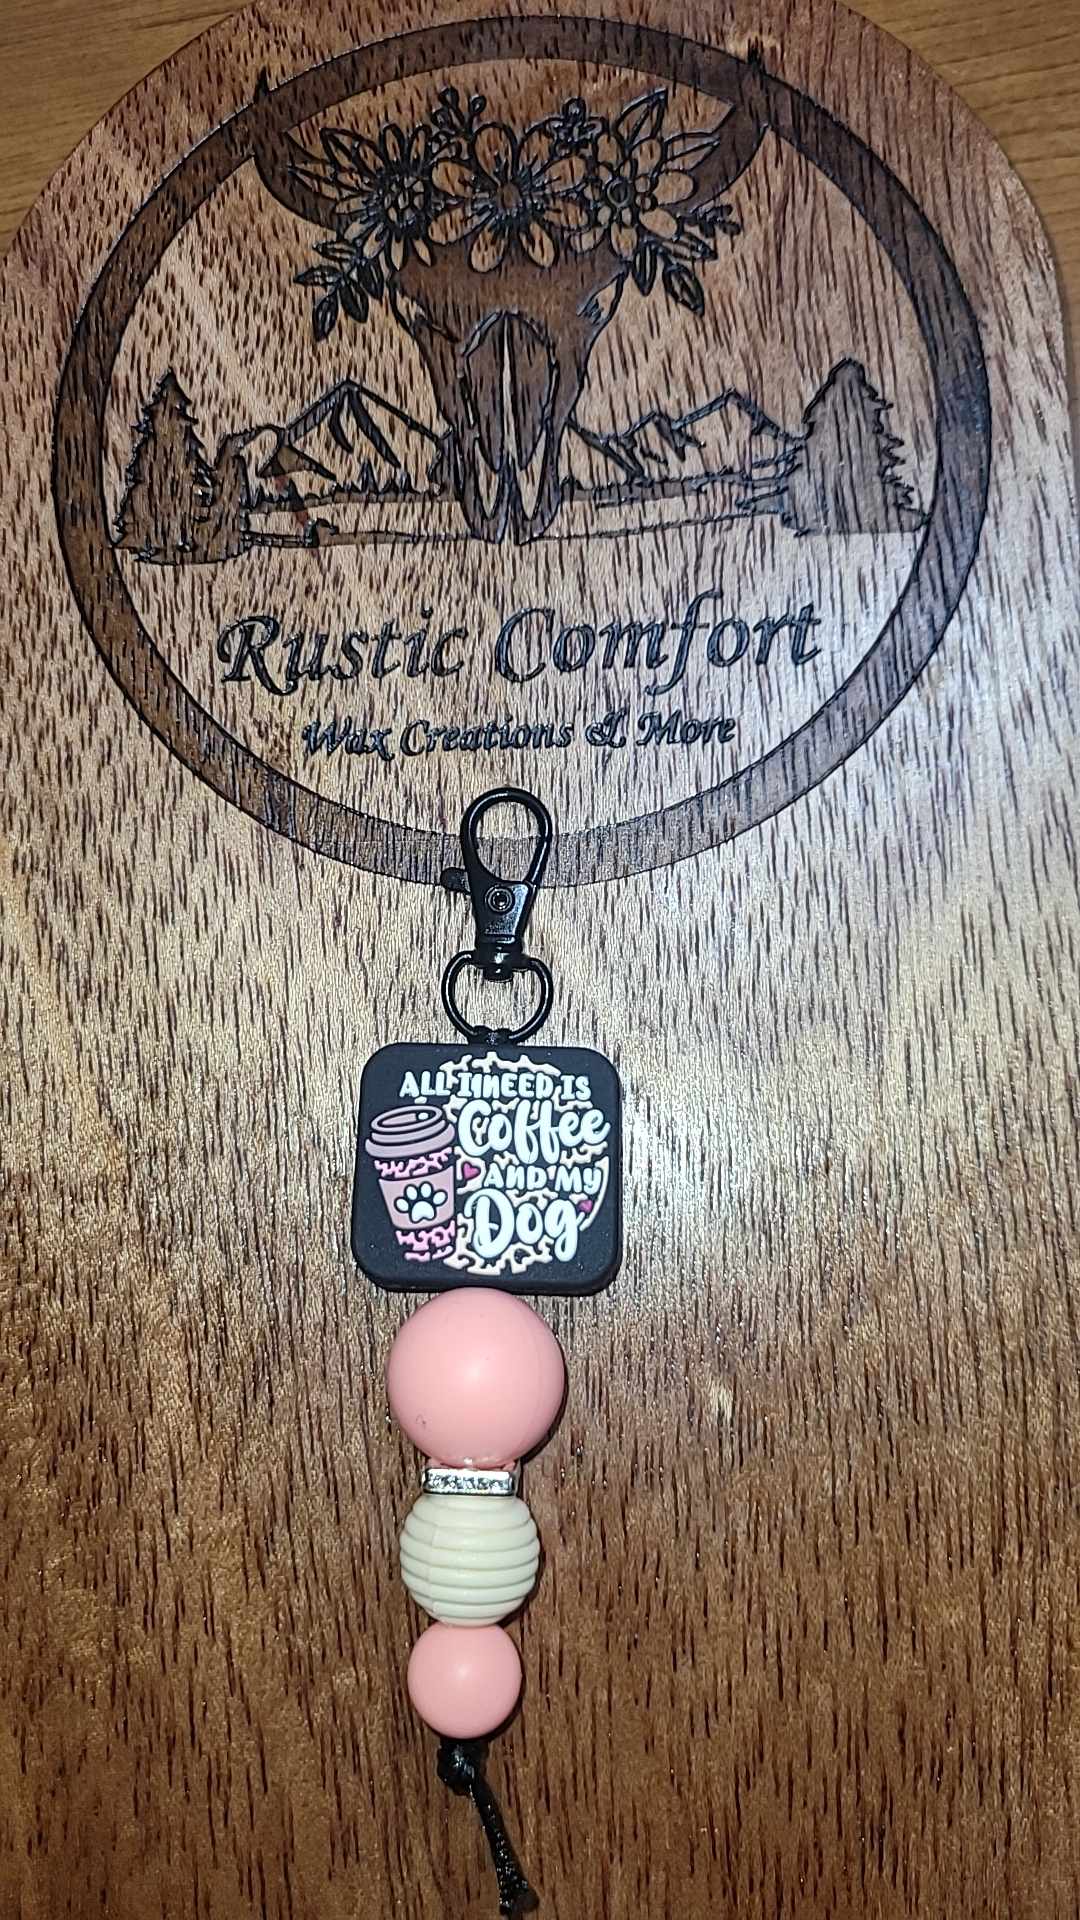 Rustic Comfort
Wax Creations & More
ALL I NEED IS
Coffee
AND MY
Dog